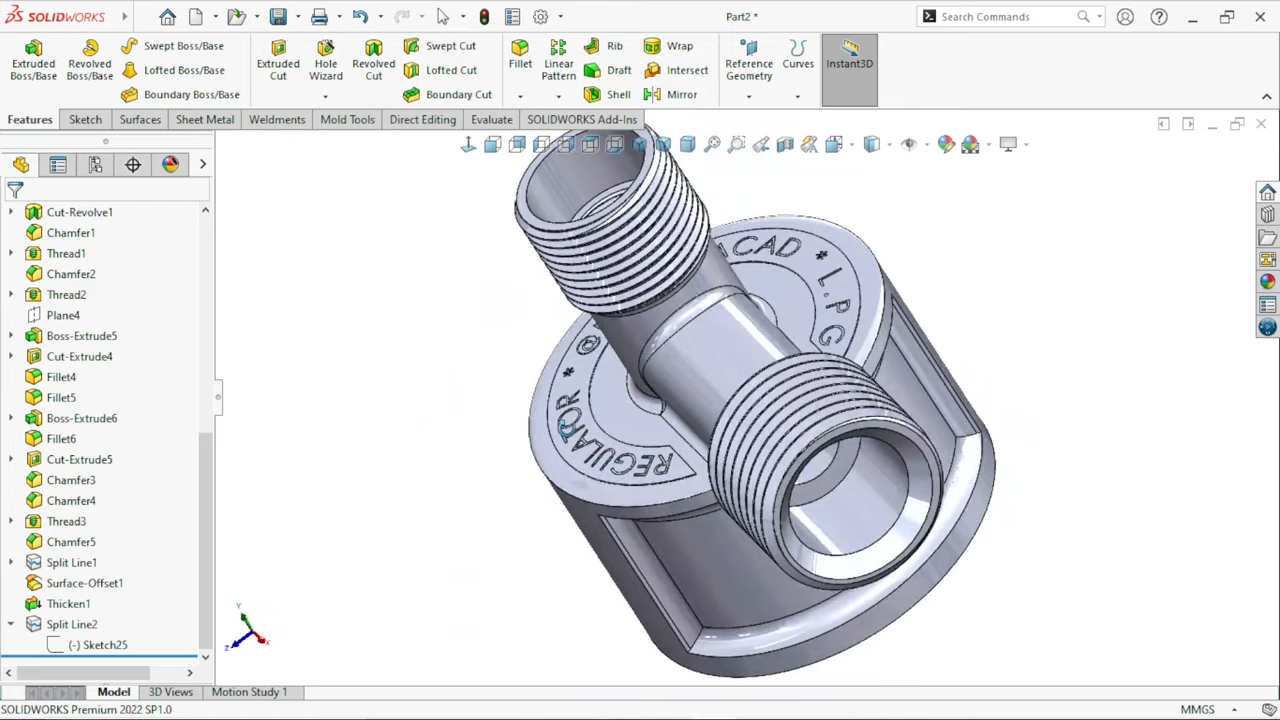 SOLIDWORKS
Part2 *
Search Commands
Extruded Boss/Base
Revolved Boss/Base
Swept Boss/Base
Lofted Boss/Base
Boundary Boss/Base
Extruded Cut
Hole Wizard
Revolved Cut
Swept Cut
Lofted Cut
Boundary Cut
Fillet
Linear Pattern
Rib
Draft
Shell
Wrap
Intersect
Mirror
Reference Geometry
Curves
Instant3D
Features
Sketch
Surfaces
Sheet Metal
Weldments
Mold Tools
Direct Editing
Evaluate
SOLIDWORKS Add-Ins
Cut-Revolve1
Chamfer1
Thread1
Chamfer2
Thread2
Plane4
Boss-Extrude5
Cut-Extrude4
Fillet4
Fillet5
Boss-Extrude6
Fillet6
Cut-Extrude5
Chamfer3
Chamfer4
Thread3
Chamfer5
Split Line1
Surface-Offset1
Thicken1
Split Line2
(-) Sketch25
ACAD * L.P.G
REGULATOR * @
Y
X
Z
Model
3D Views
Motion Study 1
SOLIDWORKS Premium 2022 SP1.0
MMGS